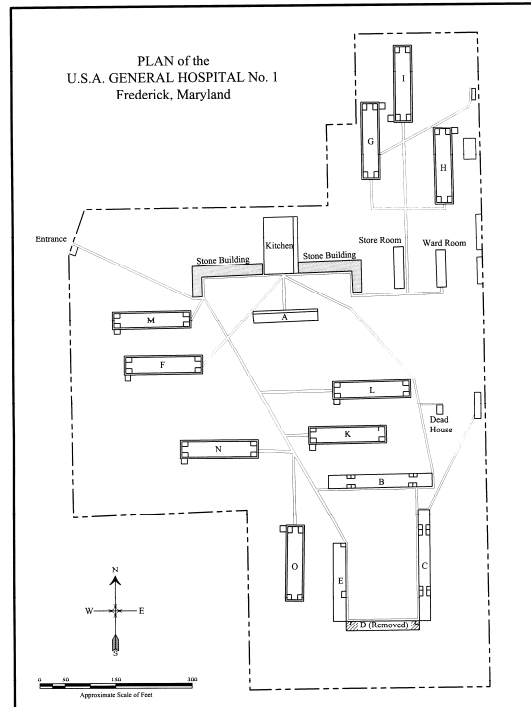 PLAN of the
U.S.A. GENERAL HOSPITAL No. 1
Frederick, Maryland
I
G
H
Entrance
Kitchen
Stone Building
Stone Building
Store Room
Ward Room
M
A
F
L
Dead
House
K
N
B
O
E
C
D (Removed)
N
W
E
S
0 50 150 300
Approximate Scale of Feet